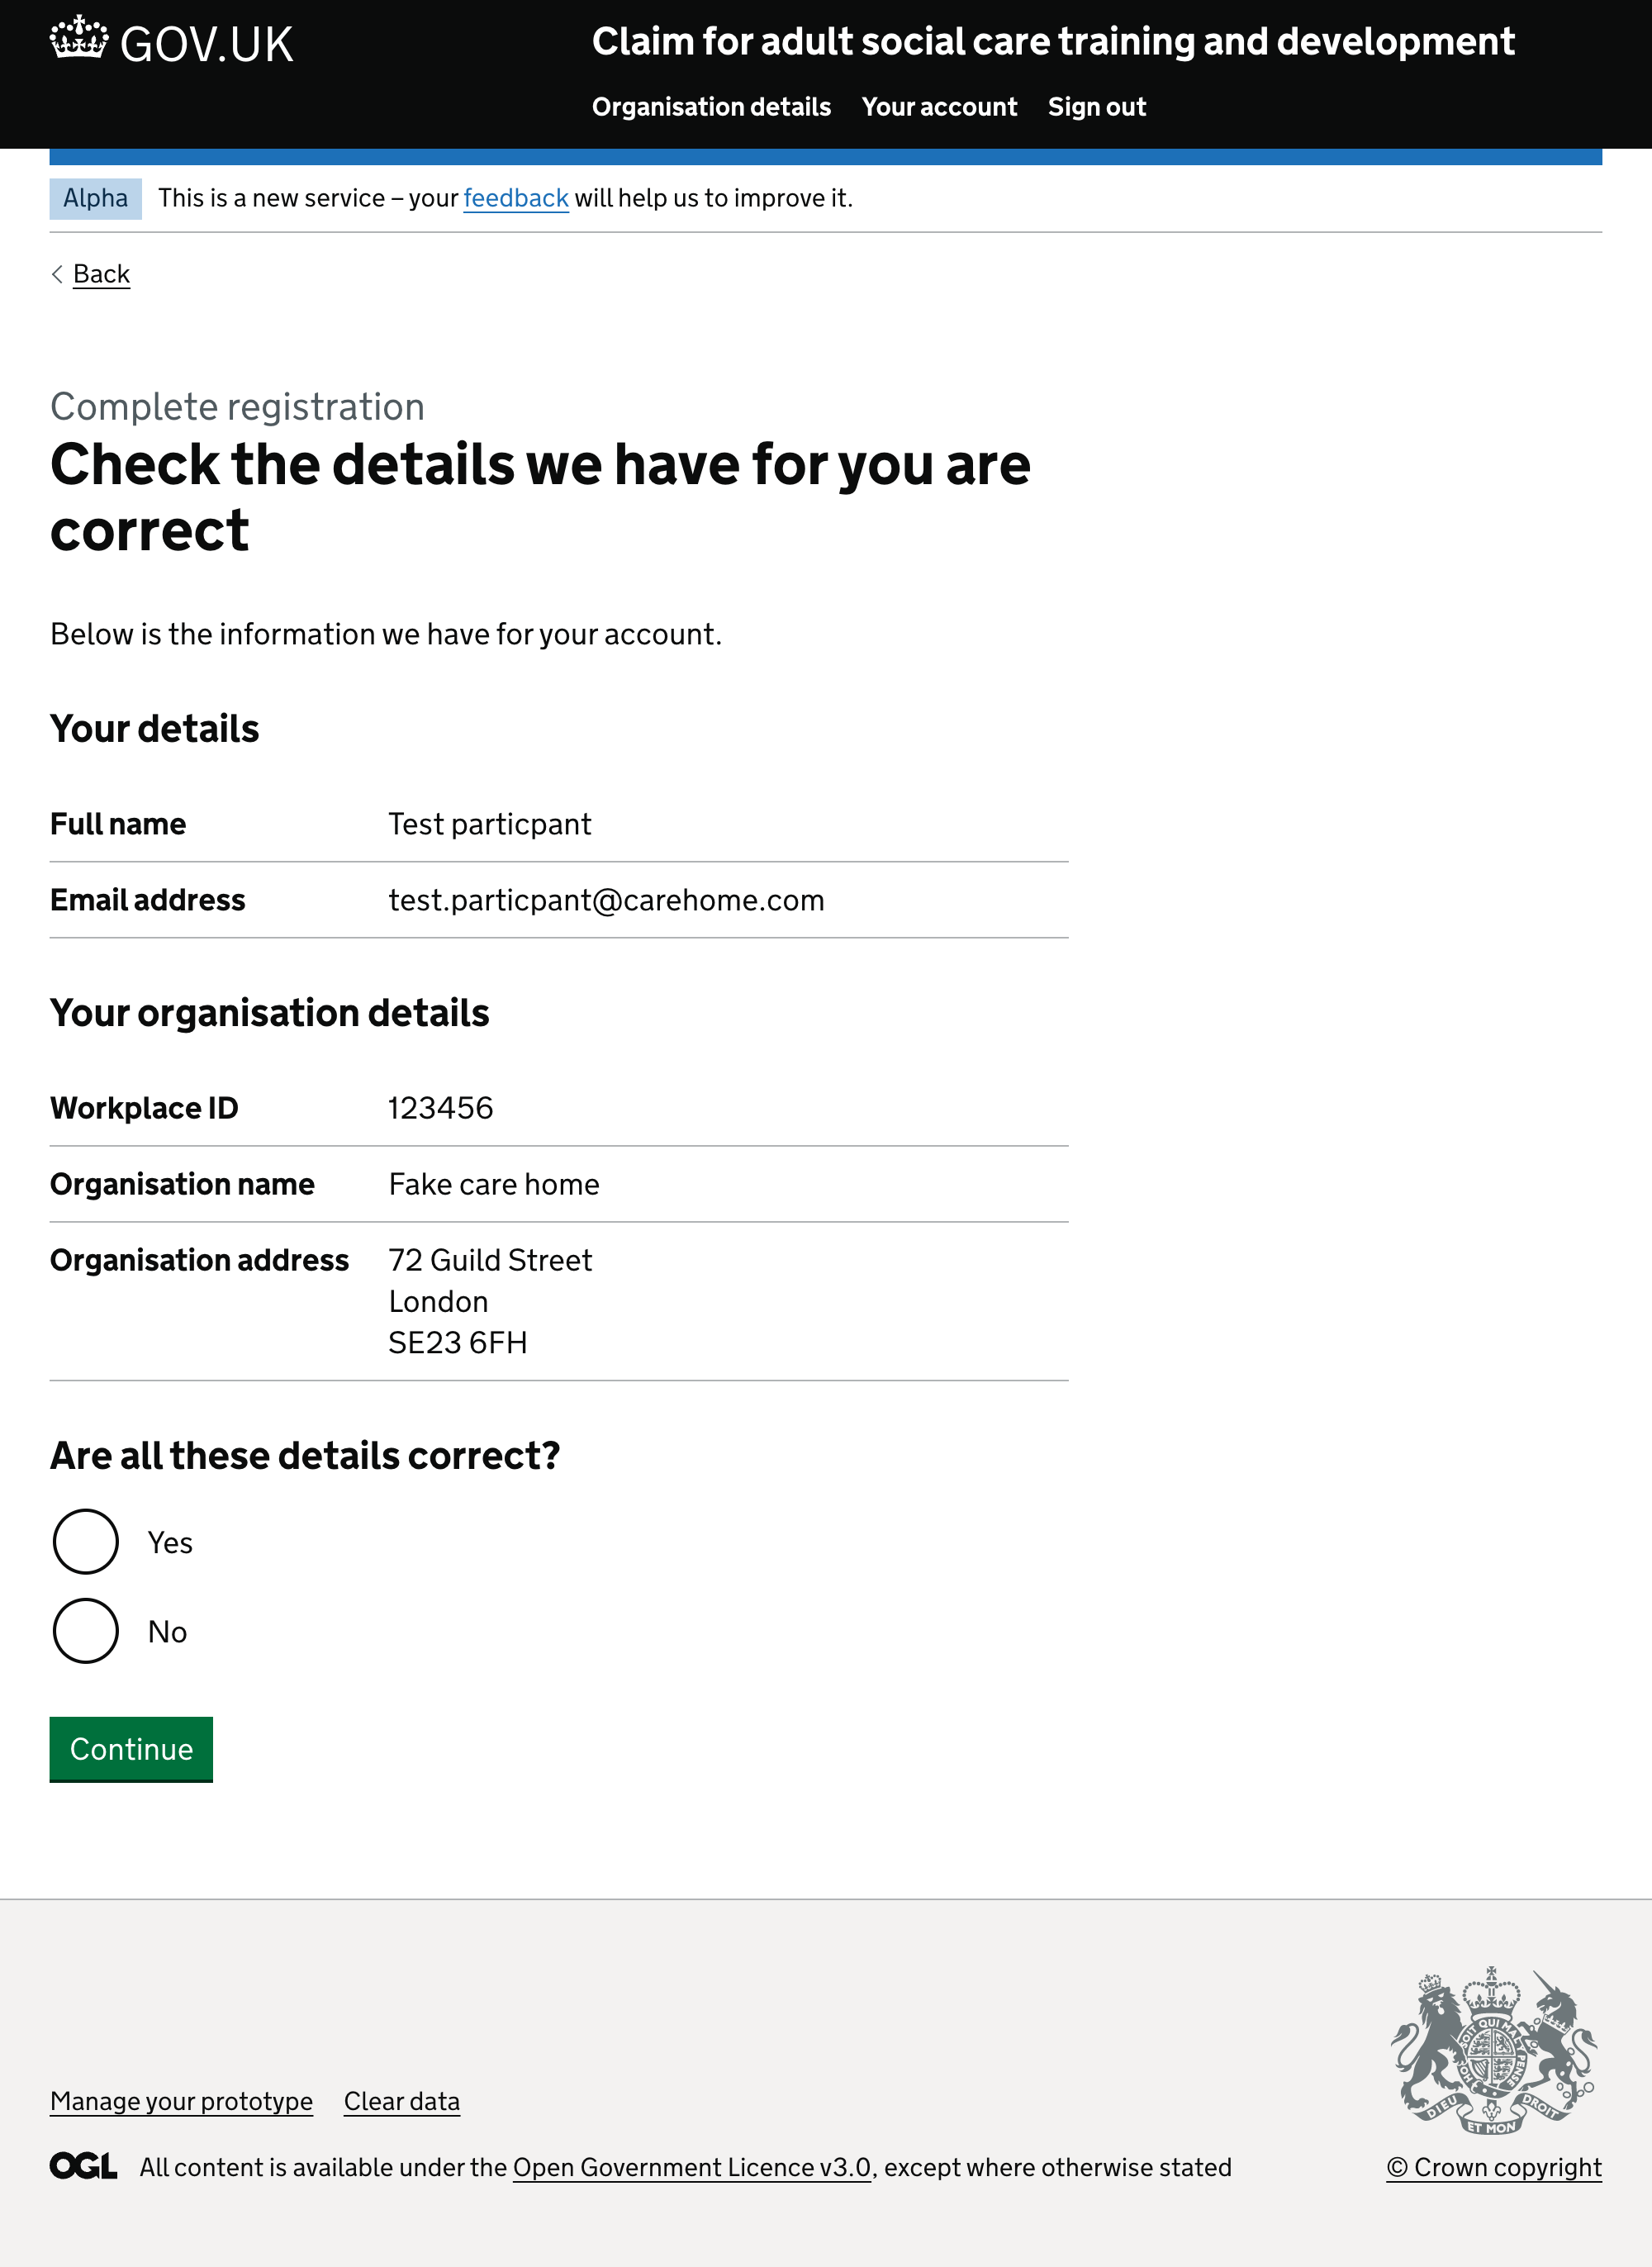 GOV.UK
Claim for adult social care training and development
Organisation details Your account Sign out
Alpha This is a new service – your feedback will help us to improve it.
Back
Complete registration
Check the details we have for you are
correct
Below is the information we have for your account.
Your details
Full name Test particpant
Email address test.particpant@carehome.com
Your organisation details
Workplace ID 123456
Organisation name Fake care home
Organisation address 72 Guild Street
London
SE23 6FH
Are all these details correct?
Yes
No
Continue
DIEU ET MON DROIT
Manage your prototype Clear data
OGL All content is available under the Open Government Licence v3.0, except where otherwise stated
© Crown copyright